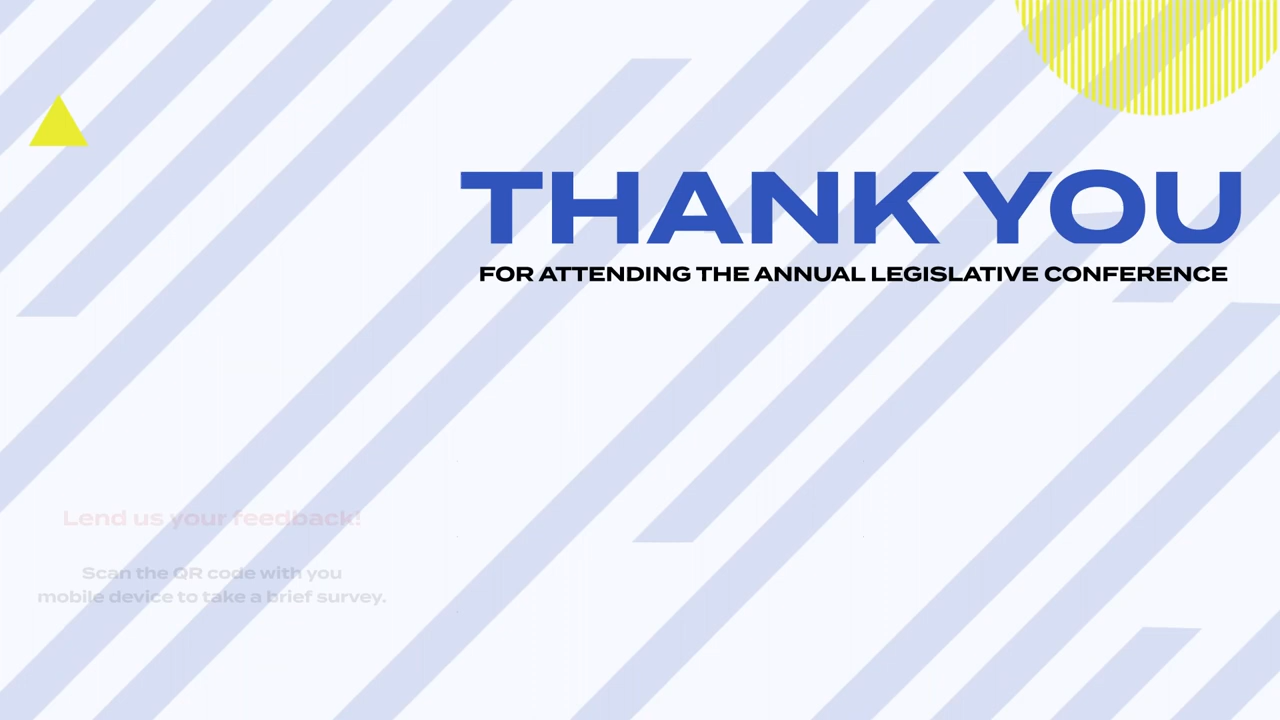 THANK YOU
FOR ATTENDING THE ANNUAL LEGISLATIVE CONFERENCE
Lend us your feedback!
Scan the QR code with you
mobile device to take a brief survey.